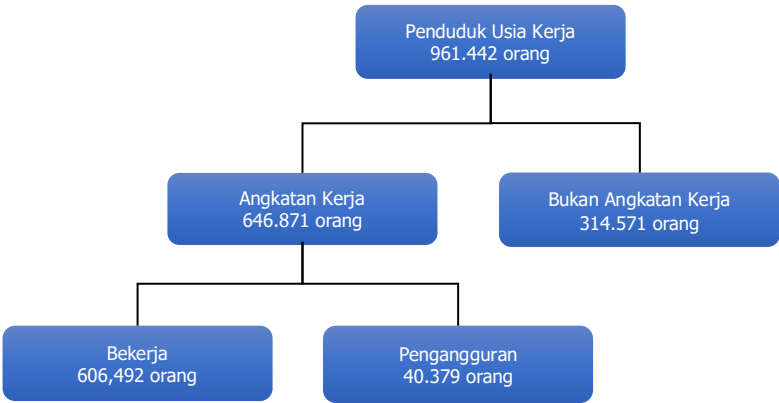 Penduduk Usia Kerja
961.442 orang
Angkatan Kerja
646.871 orang
Bukan Angkatan Kerja
314.571 orang
Bekerja
606,492 orang
Pengangguran
40.379 orang